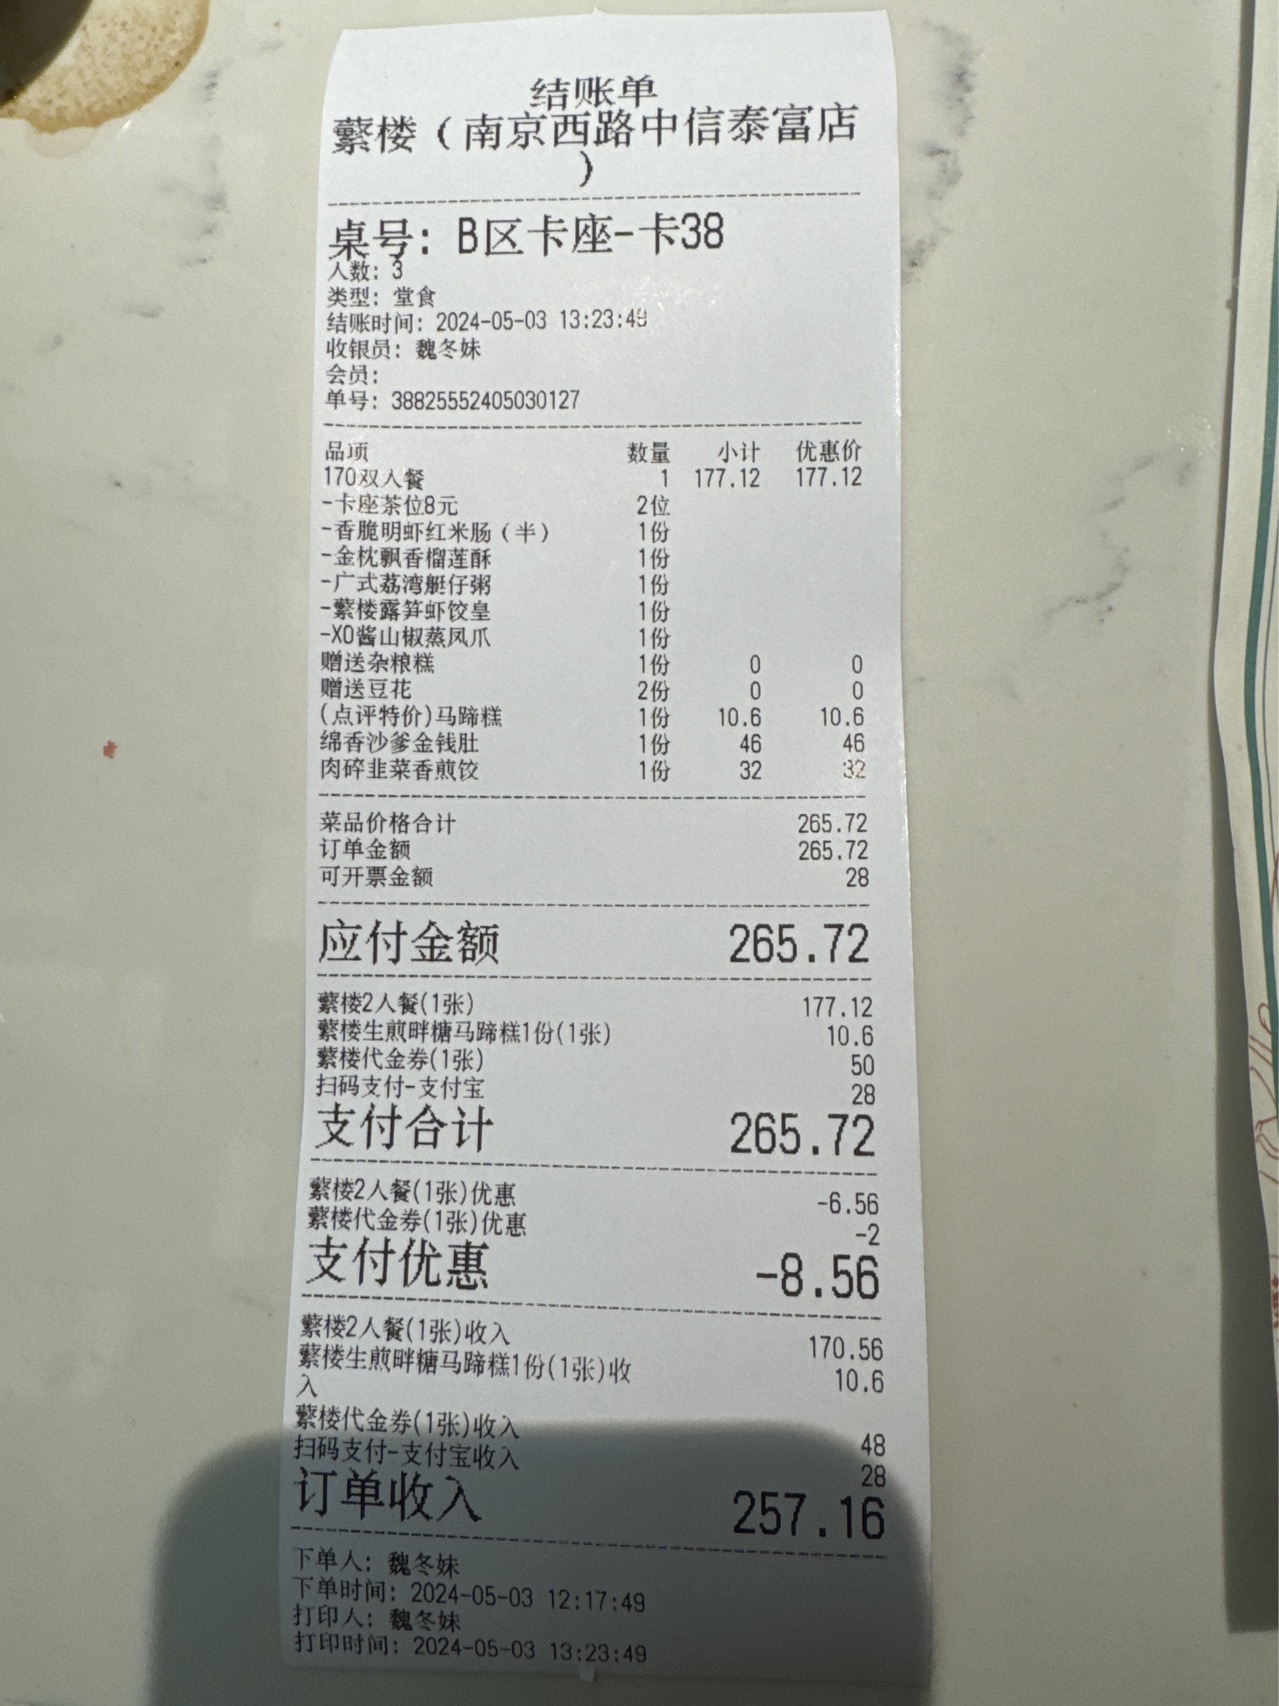 结账单
蘩楼（南京西路中信泰富店
）
桌号: B区卡座-卡38
人数: 3
类型: 堂食
结账时间: 2024-05-03 13:23:49
收银员: 魏冬妹
会员:
单号: 38825552405030127
品项 数量 小计 优惠价
170双人餐 1 177.12 177.12
-卡座茶位8元 2位
-香脆明虾红米肠（半） 1份
-金枕飘香榴莲酥 1份
-广式荔湾艇仔粥 1份
-蘩楼露笋虾饺皇 1份
-XO酱山椒蒸凤爪 1份
赠送杂粮糕 1份 0 0
赠送豆花 2份 0 0
(点评特价)马蹄糕 1份 10.6 10.6
绵香沙爹金钱肚 1份 46 46
肉碎韭菜香煎饺 1份 32 32
菜品价格合计 265.72
订单金额 265.72
可开票金额 28
应付金额 265.72
蘩楼2人餐(1张) 177.12
蘩楼生煎畔糖马蹄糕1份(1张) 10.6
蘩楼代金券(1张) 50
扫码支付-支付宝 28
支付合计 265.72
蘩楼2人餐(1张)优惠 -6.56
蘩楼代金券(1张)优惠 -2
支付优惠 -8.56
蘩楼2人餐(1张)收入 170.56
蘩楼生煎畔糖马蹄糕1份(1张)收 10.6
入
蘩楼代金券(1张)收入 48
扫码支付-支付宝收入 28
订单收入 257.16
下单人: 魏冬妹
下单时间: 2024-05-03 12:17:49
打印人: 魏冬妹
打印时间: 2024-05-03 13:23:49